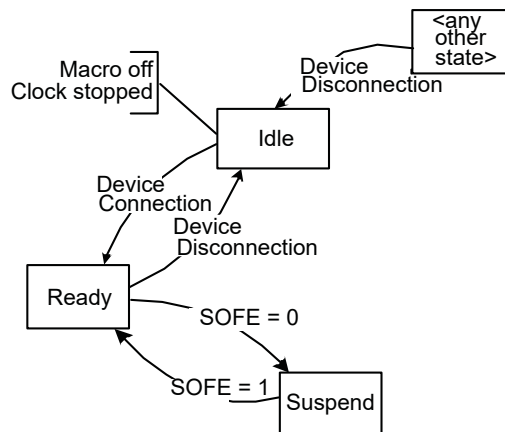 <any
other
state>
Device
Disconnection
Macro off
Clock stopped
Idle
Device
Connection
Device
Disconnection
Ready
SOFE = 0
SOFE = 1
Suspend